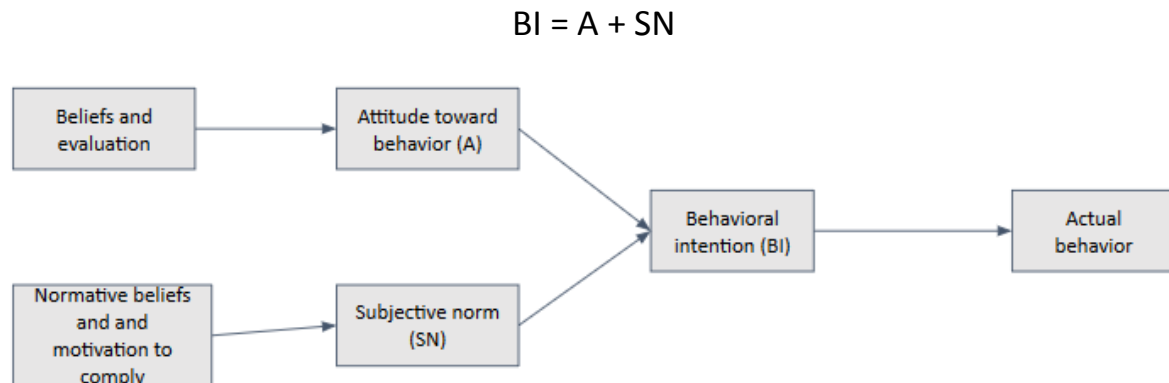 BI = A + SN
Beliefs and
evaluation
Attitude toward
behavior (A)
Behavioral
intention (BI)
Actual
behavior
Normative beliefs
and and
motivation to
comply
Subjective norm
(SN)